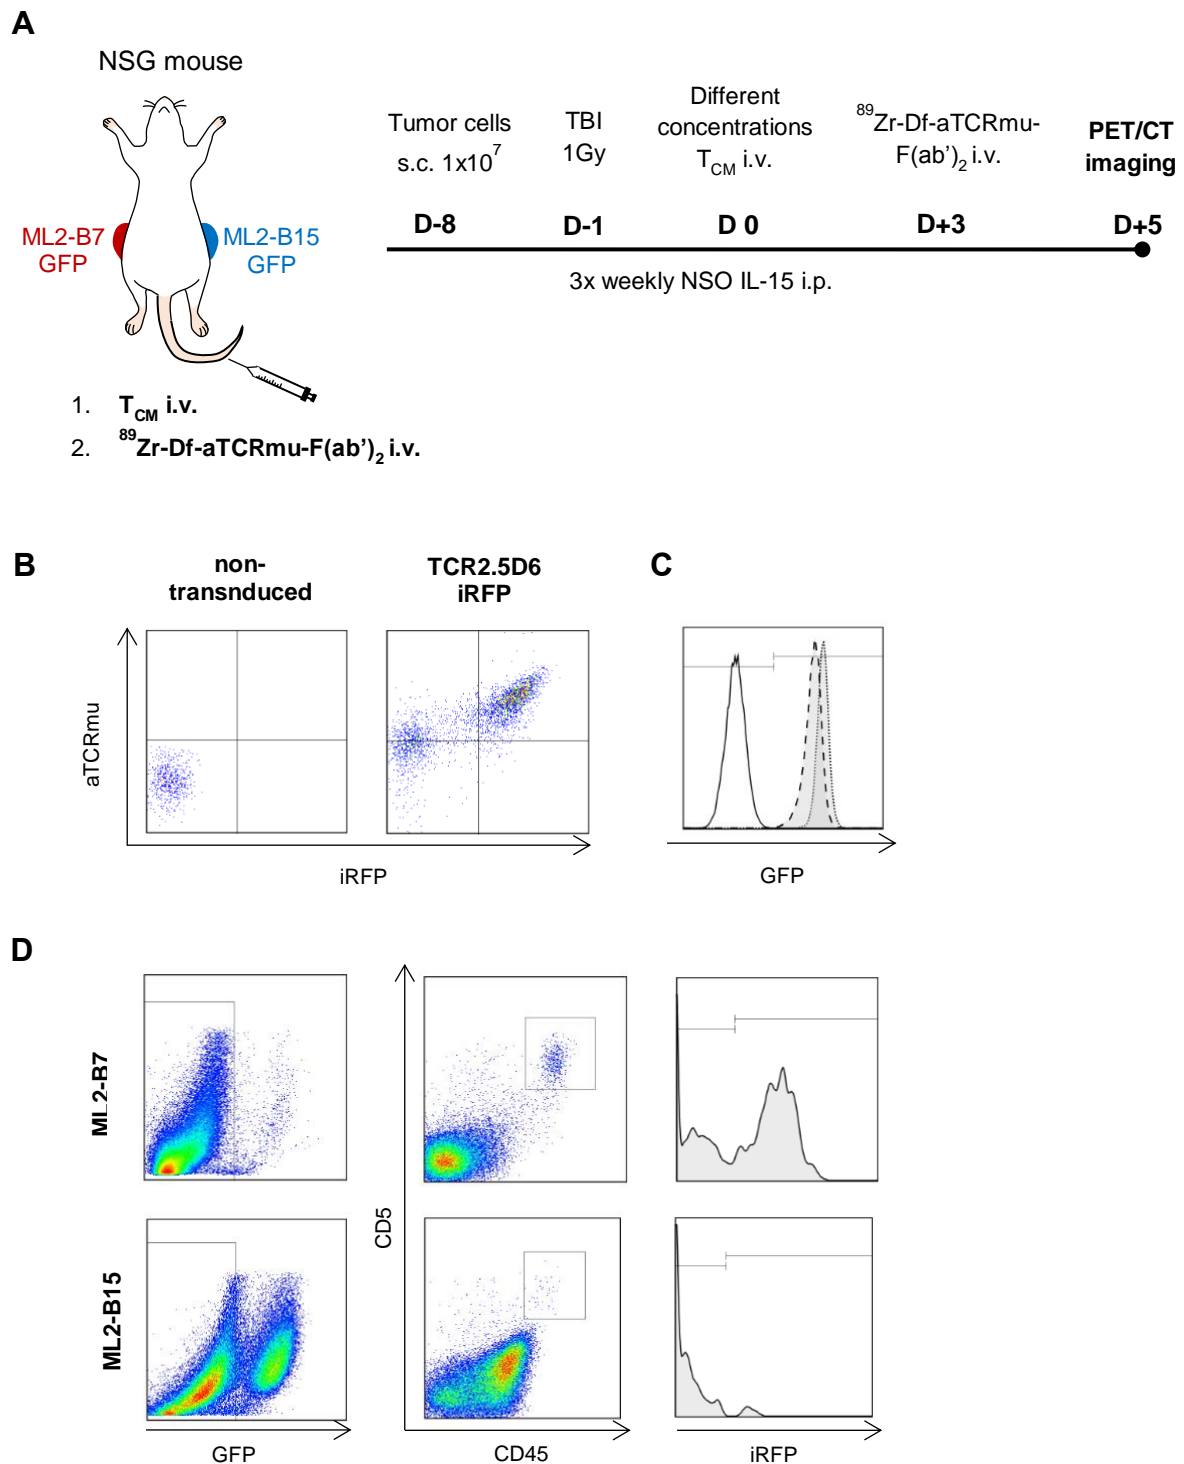 A
NSG mouse
ML2-B7
GFP
ML2-B15
GFP
1. T_CM i.v.
2. ⁸⁹Zr-Df-aTCRmu-F(ab’)₂ i.v.
Tumor cells
s.c. 1x10⁷
TBI
1Gy
Different
concentrations
T_CM i.v.
⁸⁹Zr-Df-aTCRmu-
F(ab’)₂ i.v.
PET/CT
imaging
D-8 D-1 D 0 D+3 D+5
3x weekly NSO IL-15 i.p.
B
non-
transnduced
TCR2.5D6
iRFP
aTCRmu
iRFP
C
GFP
D
ML2-B7
ML2-B15
CD5
GFP
CD45
iRFP